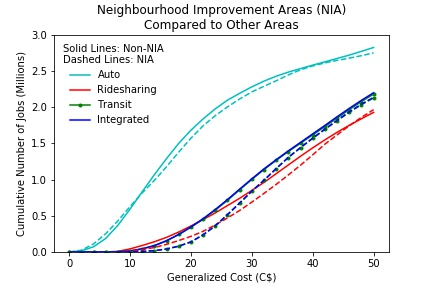 Neighbourhood Improvement Areas (NIA)
Compared to Other Areas
Cumulative Number of Jobs (Millions)
3.0
2.5
2.0
1.5
1.0
0.5
0.0
Solid Lines: Non-NIA
Dashed Lines: NIA
Auto
Ridesharing
Transit
Integrated
0 10 20 30 40 50
Generalized Cost (C$)